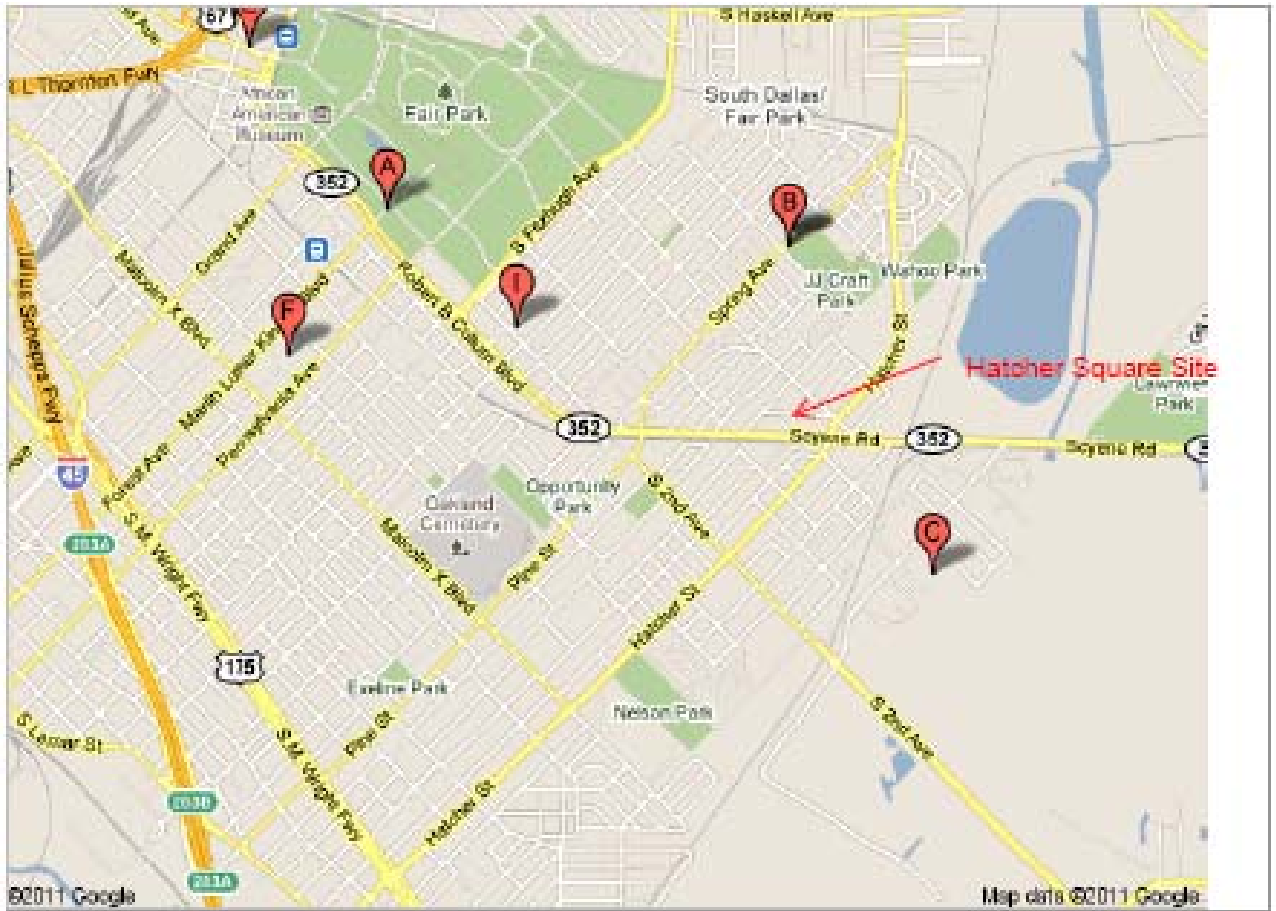 67
S Haskell Ave
R L Thornton Fwy
African
American
Museum
Fair Park
South Dallas/
Fair Park
352
A
B
S Fitzhugh Ave
Grand Ave
Malcolm X Blvd
Julius Schepps Fwy
Robert B Cullum Blvd
I
F
Blvd
Martin Luther King
Spring Ave
JJ Craft
Park
Wahoo Park
Hatcher St
Hatcher Square Site
Park
Pennsylvania Ave
Forest Ave
45
352
Scyene Rd
352
Scyene Rd
Oakland
Cemetery
Opportunity
Park
S 2nd Ave
C
283A
S.M. Wright Fwy
Malcolm X Blvd
Pine St
Hatcher St
175
Exeline Park
Nelson Park
S 2nd Ave
S Lamar St
Pine St
S.M. Wright Fwy
Hatcher St
©2011 Google
Map data ©2011 Google